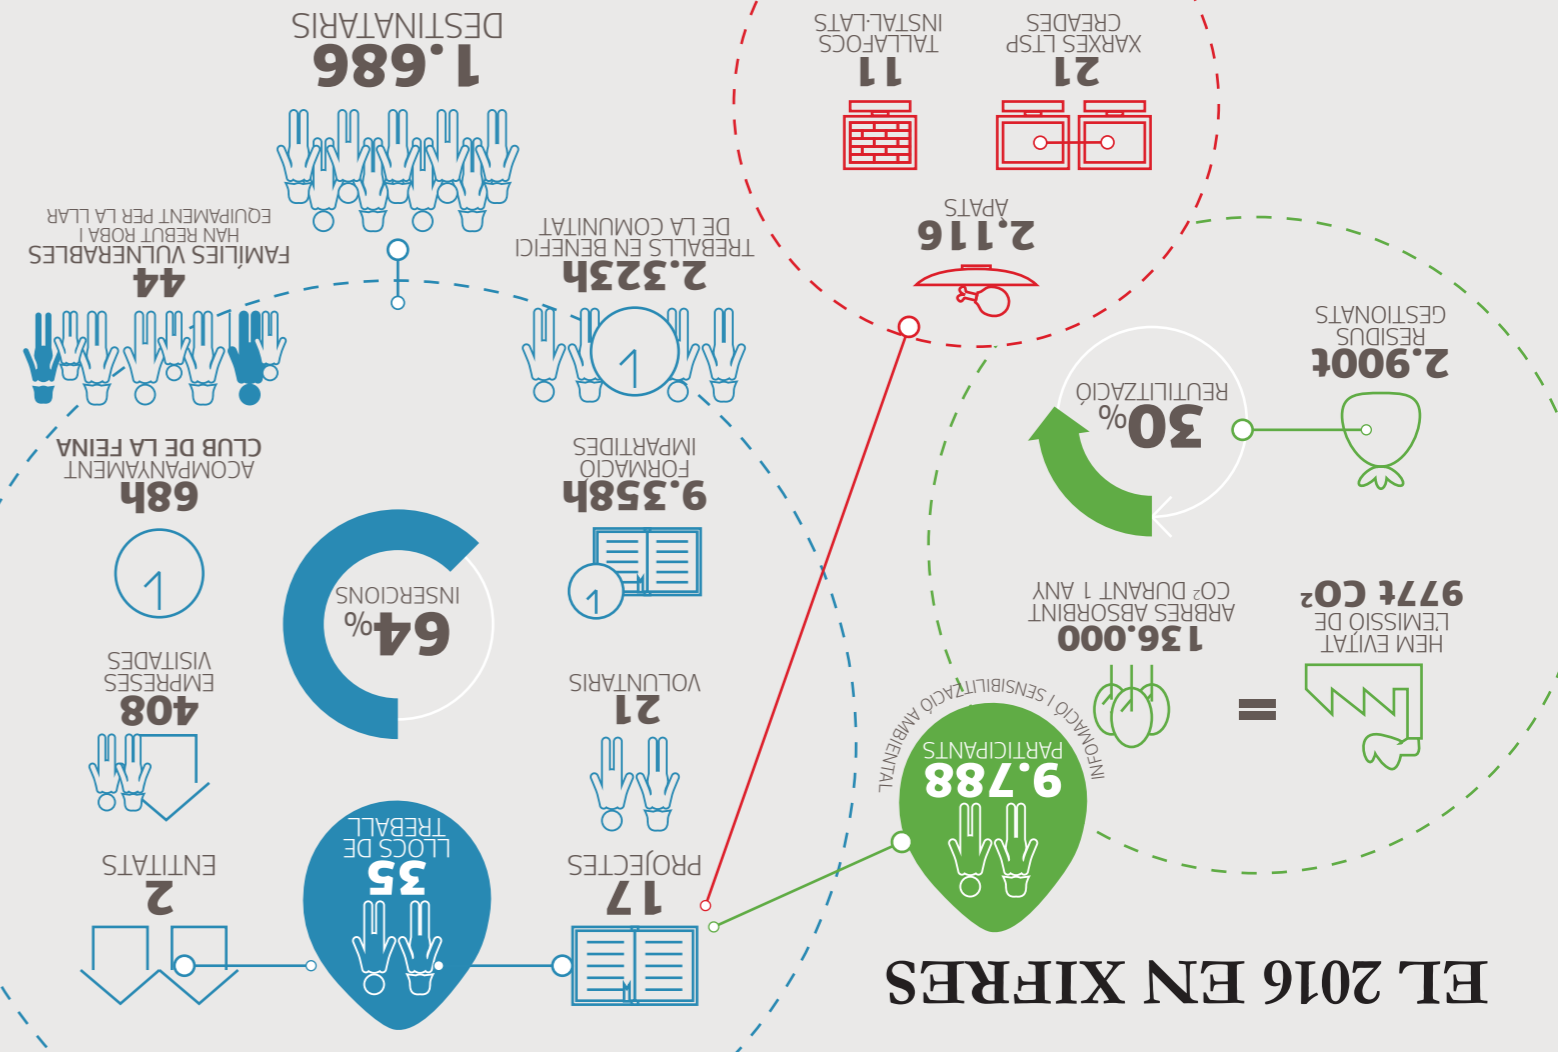 EL 2016 EN XIFRES
9.788
PARTICIPANTS
INFOMACIÓ I SENSIBILITZACIÓ AMBIENTAL
HEM EVITAT
L'EMISSIÓ DE
977t CO²
=
136.000
ARBRES ABSORBINT
CO² DURANT 1 ANY
2.900t
RESIDUS
GESTIONATS
30%
REUTILITZACIÓ
2.116
ÀPATS
21
XARXES LTSP
CREADES
11
TALLAFOCS
INSTAL·LATS
17
PROJECTES
35
LLOCS DE
TREBALL
2
ENTITATS
21
VOLUNTARIS
408
EMPRESES
VISITADES
64%
INSERCIONS
9.358h
FORMACIÓ
IMPARTIDES
68h
ACOMPANYAMENT
CLUB DE LA FEINA
2.323h
TREBALLS EN BENEFICI
DE LA COMUNITAT
44
FAMÍLIES VULNERABLES
HAN REBUT ROBA I
EQUIPAMENT PER LA LLAR
1.686
DESTINATARIS